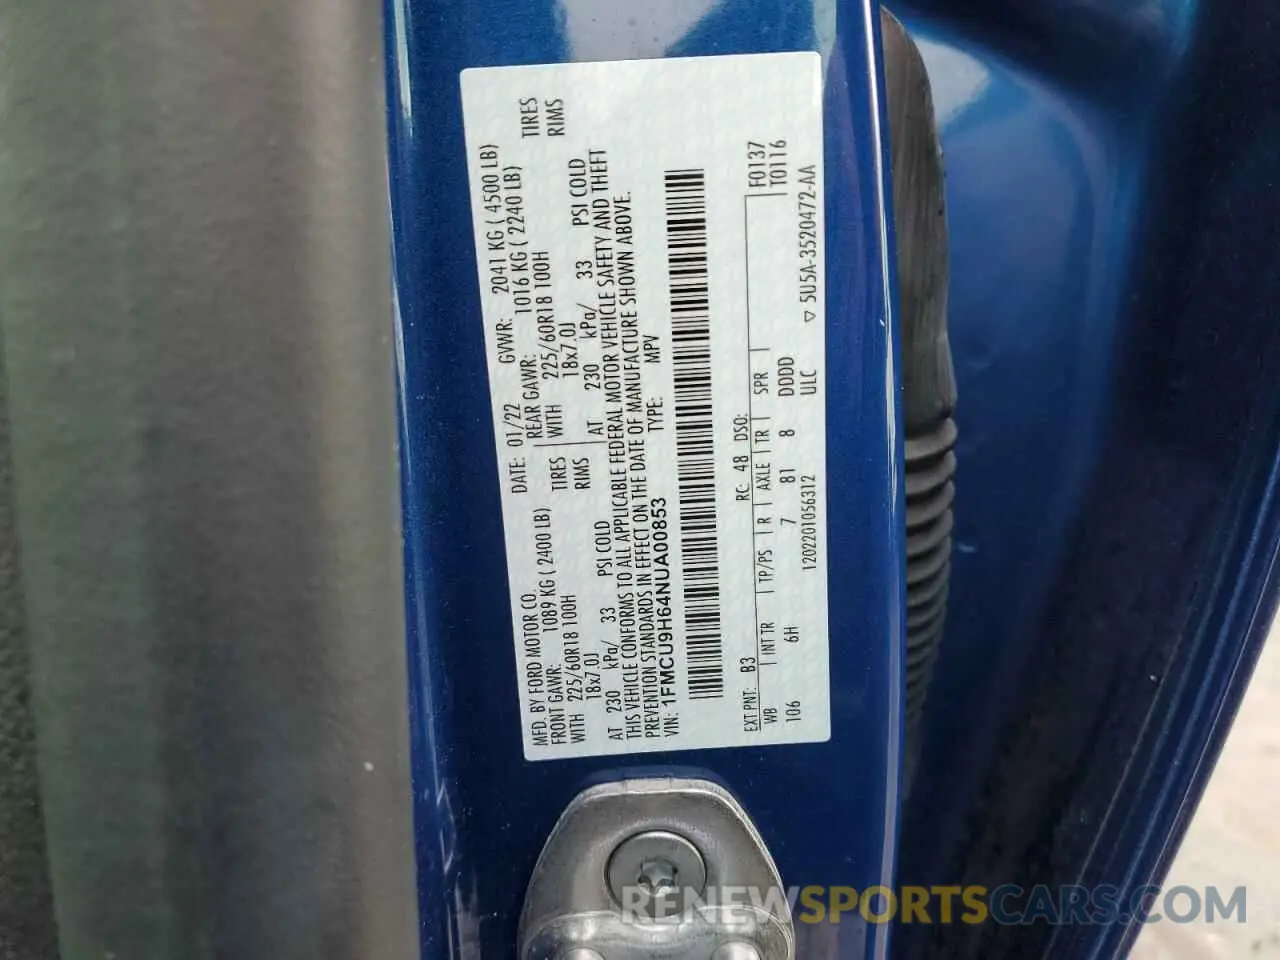 MFD. BY FORD MOTOR CO. DATE: 01/22 GVWR: 2041 KG ( 4500 LB)
FRONT GAWR: 1089 KG ( 2400 LB) REAR GAWR: 1016 KG ( 2240 LB)
WITH 225/60R18 100H TIRES WITH 225/60R18 100H TIRES
18x7.0J RIMS 18x7.0J RIMS
AT 230 kPa/ 33 PSI COLD AT 230 kPa/ 33 PSI COLD
THIS VEHICLE CONFORMS TO ALL APPLICABLE FEDERAL MOTOR VEHICLE SAFETY AND THEFT
PREVENTION STANDARDS IN EFFECT ON THE DATE OF MANUFACTURE SHOWN ABOVE.
VIN: 1FMCU9H64NUA00853 TYPE: MPV
EXT PNT: B3 RC: 48 DSO: F0137
WB INT TR TP/PS R AXLE TR SPR T0116
106 6H 7 81 8 DDDD
1202201056312 ULC ▽ 5U5A-3520472-AA
RENEWSPORTSCARS.COM